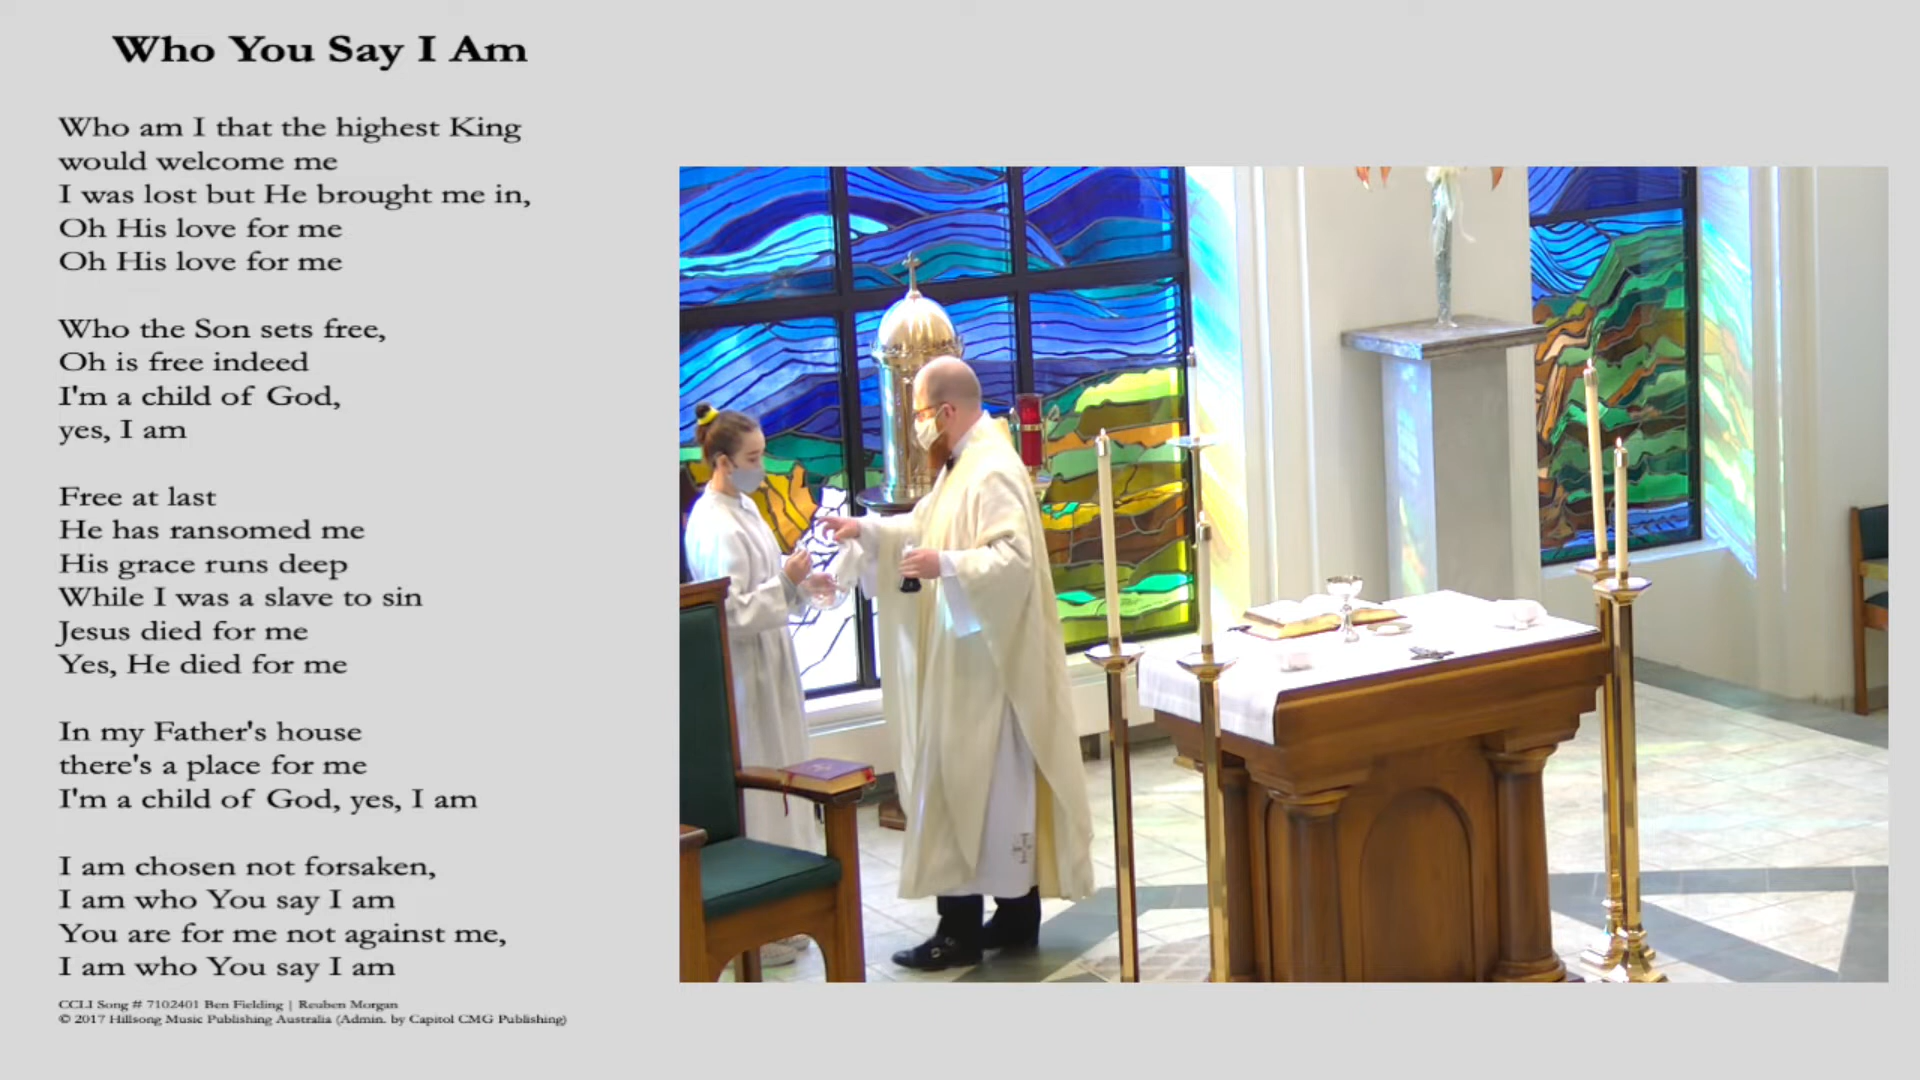 Who You Say I Am
Who am I that the highest King
would welcome me
I was lost but He brought me in,
Oh His love for me
Oh His love for me
Who the Son sets free,
Oh is free indeed
I'm a child of God,
yes, I am
Free at last
He has ransomed me
His grace runs deep
While I was a slave to sin
Jesus died for me
Yes, He died for me
In my Father's house
there's a place for me
I'm a child of God, yes, I am
I am chosen not forsaken,
I am who You say I am
You are for me not against me,
I am who You say I am
CCLI Song # 7102401 Ben Fielding | Reuben Morgan
© 2017 Hillsong Music Publishing Australia (Admin. by Capitol CMG Publishing)